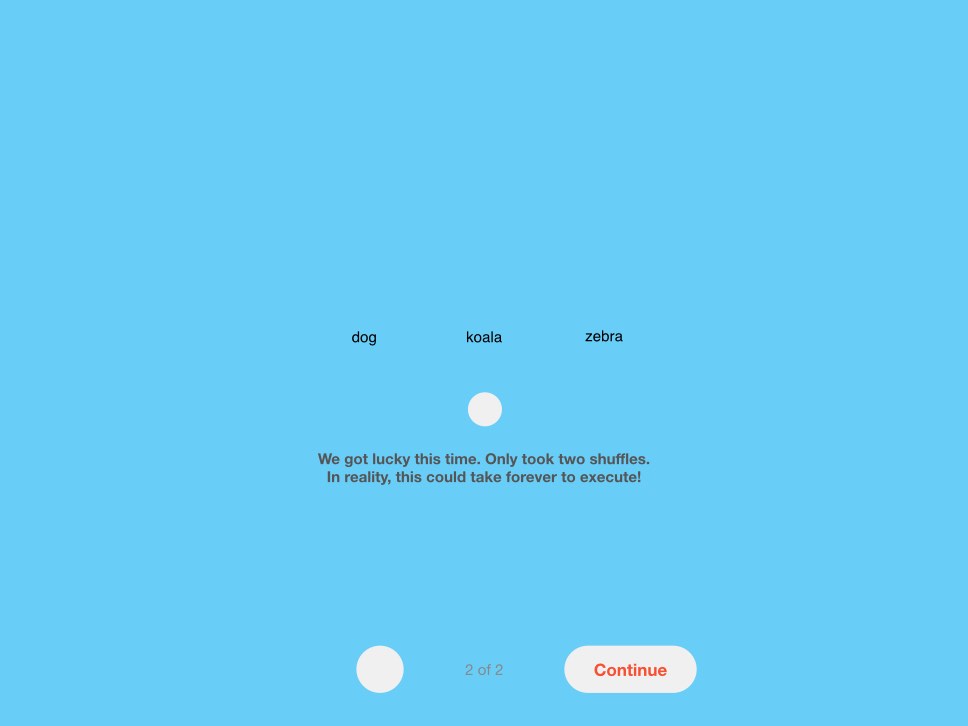 dog koala zebra
We got lucky this time. Only took two shuffles.
In reality, this could take forever to execute!
2 of 2 Continue